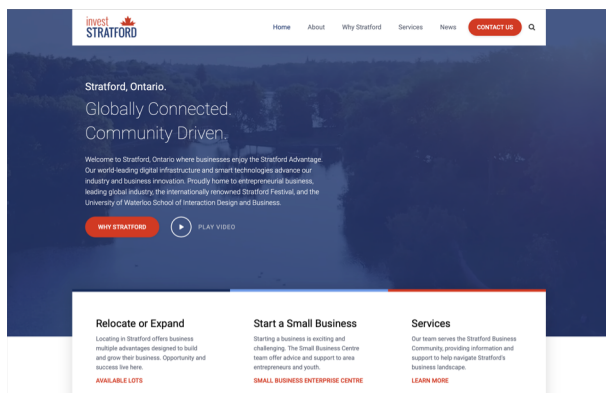 invest
STRATFORD
Home About Why Stratford Services News CONTACT US
Stratford, Ontario.
Globally Connected.
Community Driven.
Welcome to Stratford, Ontario where businesses enjoy the Stratford Advantage.
Our world-leading digital infrastructure and smart technologies advance our
industry and business innovation. Proudly home to entrepreneurial business,
leading global industry, the internationally renowned Stratford Festival, and the
University of Waterloo School of Interaction Design and Business.
WHY STRATFORD PLAY VIDEO
Relocate or Expand
Locating in Stratford offers business
multiple advantages designed to build
and grow their business. Opportunity and
success live here.
AVAILABLE LOTS
Start a Small Business
Starting a business is exciting and
challenging. The Small Business Centre
team offer advice and support to area
entrepreneurs and youth.
SMALL BUSINESS ENTERPRISE CENTRE
Services
Our team serves the Stratford Business
Community, providing information and
support to help navigate Stratford's
business landscape.
LEARN MORE